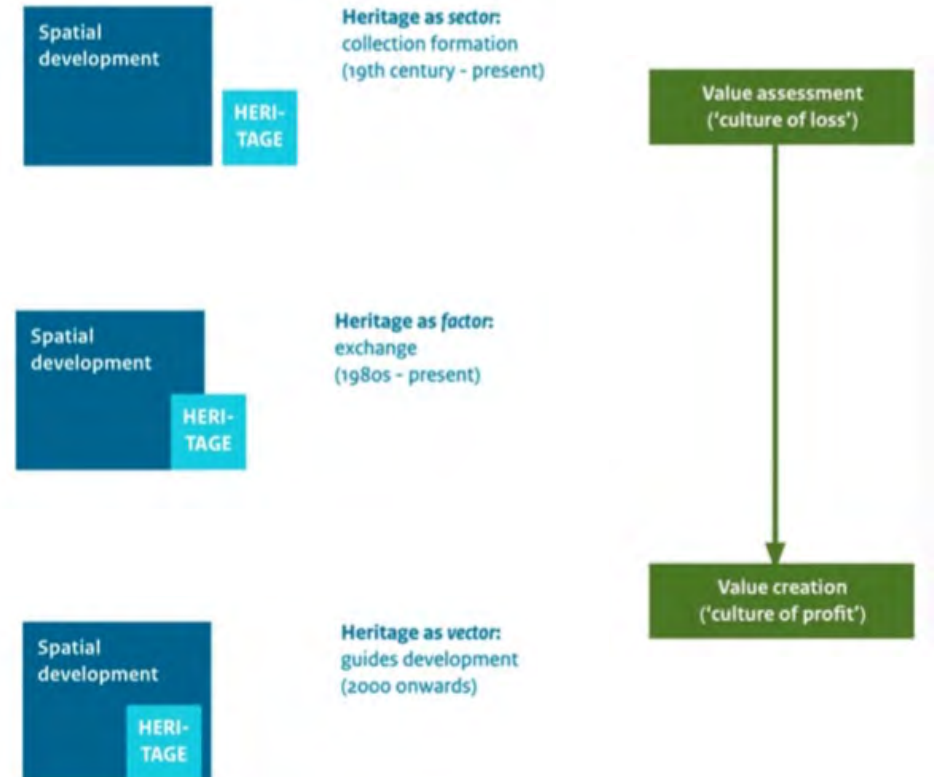 Spatial
development
HERI-
TAGE
Heritage as sector:
collection formation
(19th century - present)
Value assessment
('culture of loss')
Spatial
development
HERI-
TAGE
Heritage as factor:
exchange
(1980s - present)
Value creation
('culture of profit')
Spatial
development
HERI-
TAGE
Heritage as vector:
guides development
(2000 onwards)